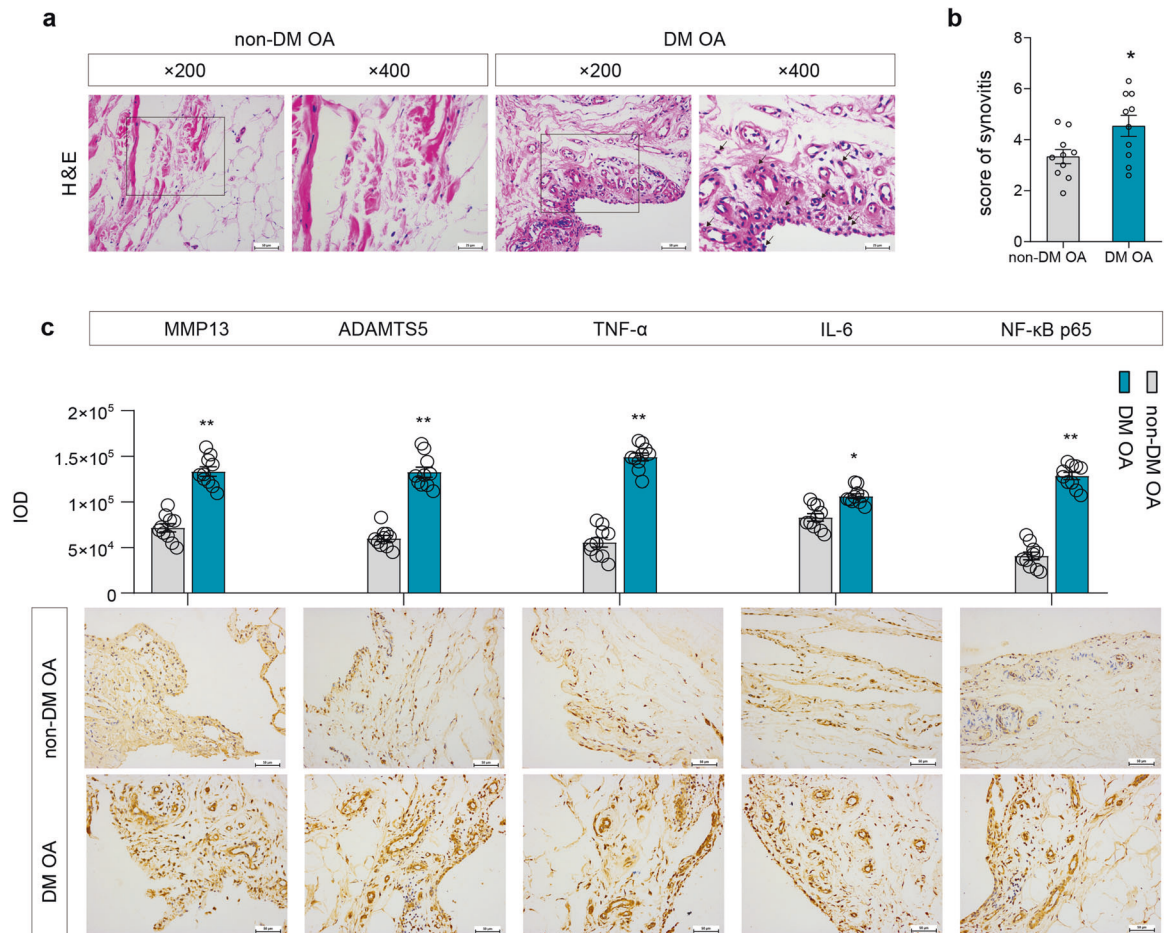 a
non-DM OA DM OA
×200 ×400 ×200 ×400
H&E
b
score of synovitis
8
6
4
2
0
*
non-DM OA DM OA
c
MMP13 ADAMTS5 TNF-α IL-6 NF-κB p65
IOD
2×10⁵
1.5×10⁵
1×10⁵
5×10⁴
0
** ** ** * **
non-DM OA
DM OA
non-DM OA
DM OA